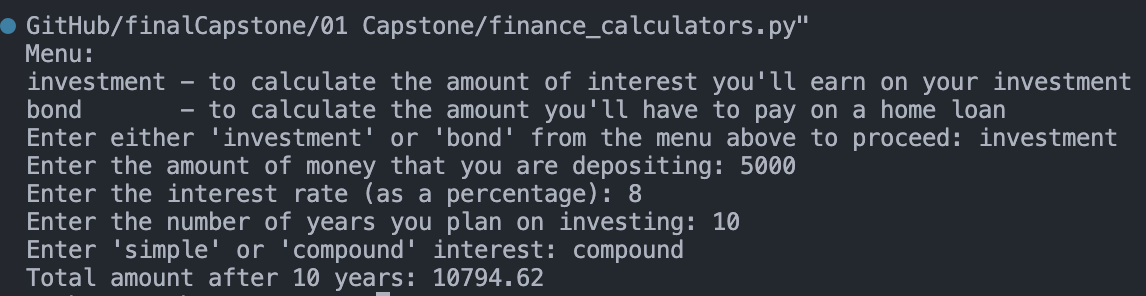 GitHub/finalCapstone/01 Capstone/finance_calculators.py"
Menu:
investment – to calculate the amount of interest you'll earn on your investment
bond       – to calculate the amount you'll have to pay on a home loan
Enter either 'investment' or 'bond' from the menu above to proceed: investment
Enter the amount of money that you are depositing: 5000
Enter the interest rate (as a percentage): 8
Enter the number of years you plan on investing: 10
Enter 'simple' or 'compound' interest: compound
Total amount after 10 years: 10794.62